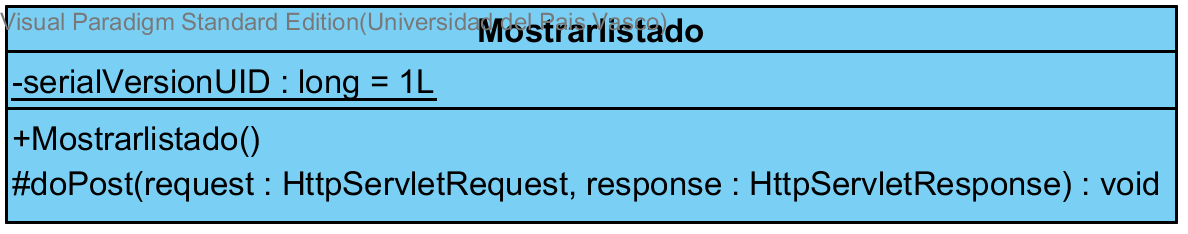 Visual Paradigm Standard Edition(Universidad del Pais Vasco)
Mostrarlistado
-serialVersionUID : long = 1L
+Mostrarlistado()
#doPost(request : HttpServletRequest, response : HttpServletResponse) : void